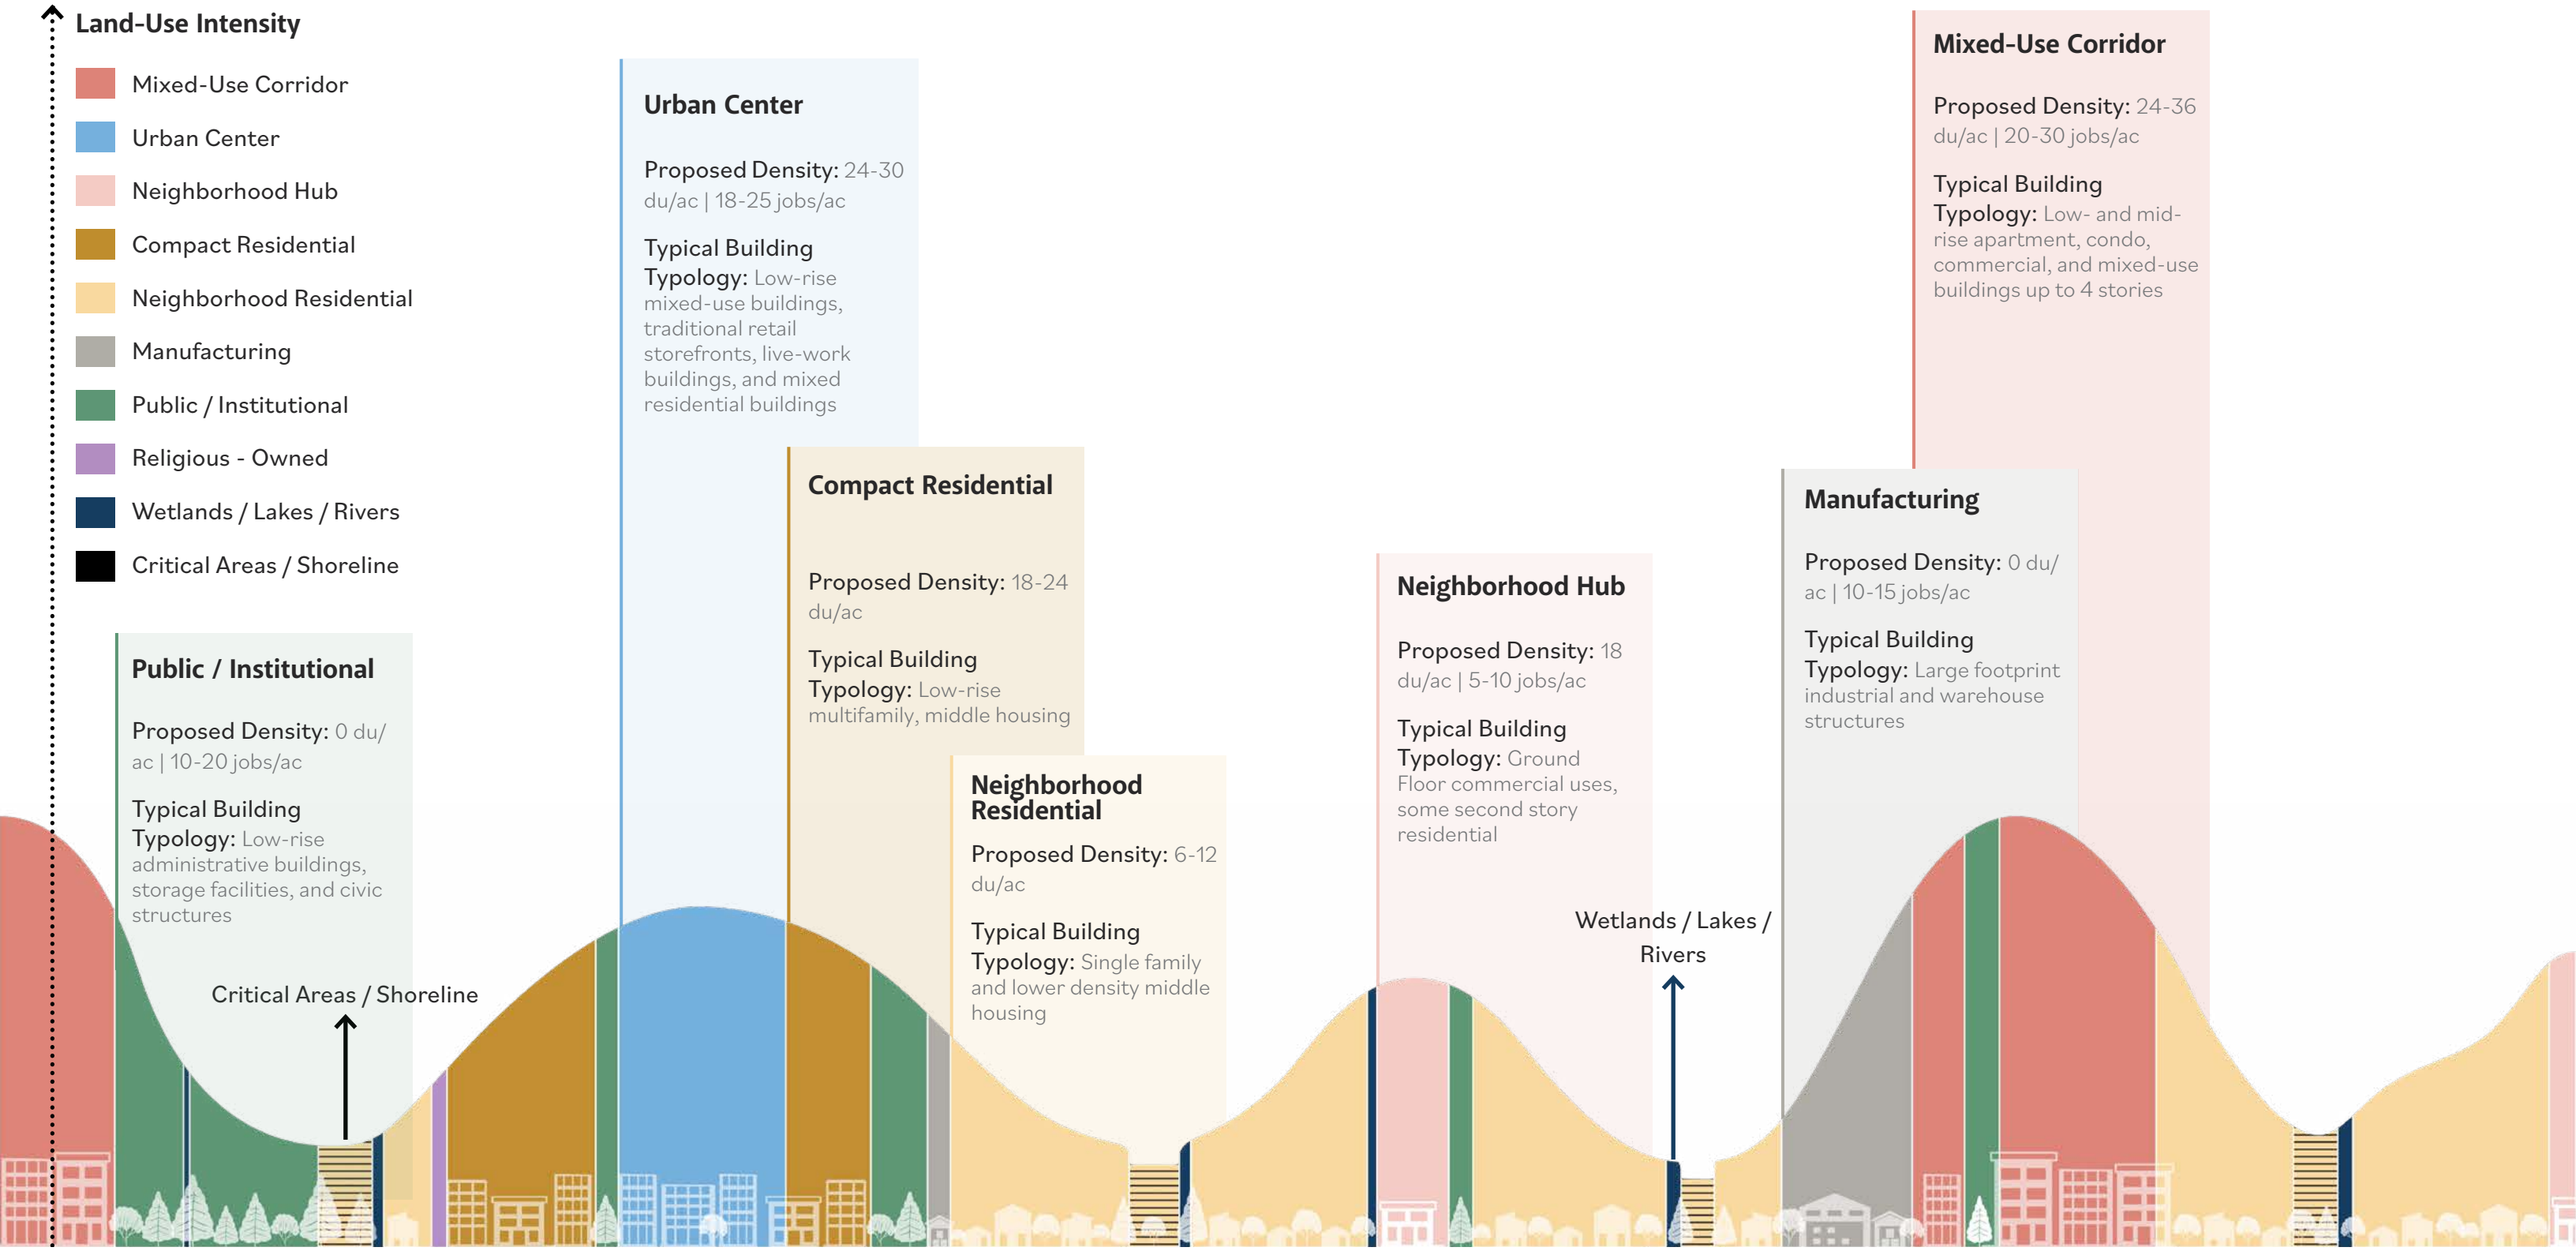 Land-Use Intensity
Mixed-Use Corridor
Urban Center
Neighborhood Hub
Compact Residential
Neighborhood Residential
Manufacturing
Public / Institutional
Religious - Owned
Wetlands / Lakes / Rivers
Critical Areas / Shoreline
Public / Institutional
Proposed Density: 0 du/
ac | 10-20 jobs/ac
Typical Building
Typology: Low-rise
administrative buildings,
storage facilities, and civic
structures
Critical Areas / Shoreline
Urban Center
Proposed Density: 24-30
du/ac | 18-25 jobs/ac
Typical Building
Typology: Low-rise
mixed-use buildings,
traditional retail
storefronts, live-work
buildings, and mixed
residential buildings
Compact Residential
Proposed Density: 18-24
du/ac
Typical Building
Typology: Low-rise
multifamily, middle housing
Neighborhood
Residential
Proposed Density: 6-12
du/ac
Typical Building
Typology: Single family
and lower density middle
housing
Neighborhood Hub
Proposed Density: 18
du/ac | 5-10 jobs/ac
Typical Building
Typology: Ground
Floor commercial uses,
some second story
residential
Wetlands / Lakes /
Rivers
Manufacturing
Proposed Density: 0 du/
ac | 10-15 jobs/ac
Typical Building
Typology: Large footprint
industrial and warehouse
structures
Mixed-Use Corridor
Proposed Density: 24-36
du/ac | 20-30 jobs/ac
Typical Building
Typology: Low- and mid-
rise apartment, condo,
commercial, and mixed-use
buildings up to 4 stories